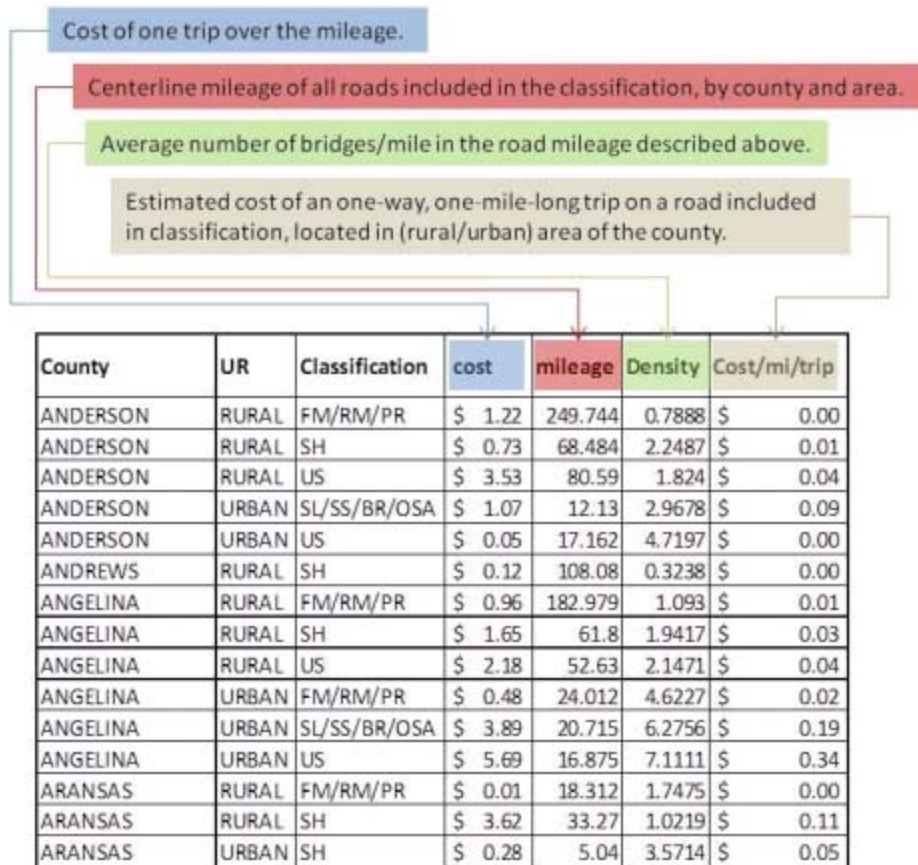 Cost of one trip over the mileage.
Centerline mileage of all roads included in the classification, by county and area.
Average number of bridges/mile in the road mileage described above.
Estimated cost of an one-way, one-mile-long trip on a road included
in classification, located in (rural/urban) area of the county.
County UR Classification cost mileage Density Cost/mi/trip
ANDERSON RURAL FM/RM/PR $ 1.22 249.744 0.7888 $ 0.00
ANDERSON RURAL SH $ 0.73 68.484 2.2487 $ 0.01
ANDERSON RURAL US $ 3.53 80.59 1.824 $ 0.04
ANDERSON URBAN SL/SS/BR/OSA $ 1.07 12.13 2.9678 $ 0.09
ANDERSON URBAN US $ 0.05 17.162 4.7197 $ 0.00
ANDREWS RURAL SH $ 0.12 108.08 0.3238 $ 0.00
ANGELINA RURAL FM/RM/PR $ 0.96 182.979 1.093 $ 0.01
ANGELINA RURAL SH $ 1.65 61.8 1.9417 $ 0.03
ANGELINA RURAL US $ 2.18 52.63 2.1471 $ 0.04
ANGELINA URBAN FM/RM/PR $ 0.48 24.012 4.6227 $ 0.02
ANGELINA URBAN SL/SS/BR/OSA $ 3.89 20.715 6.2756 $ 0.19
ANGELINA URBAN US $ 5.69 16.875 7.1111 $ 0.34
ARANSAS RURAL FM/RM/PR $ 0.01 18.312 1.7475 $ 0.00
ARANSAS RURAL SH $ 3.62 33.27 1.0219 $ 0.11
ARANSAS URBAN SH $ 0.28 5.04 3.5714 $ 0.05